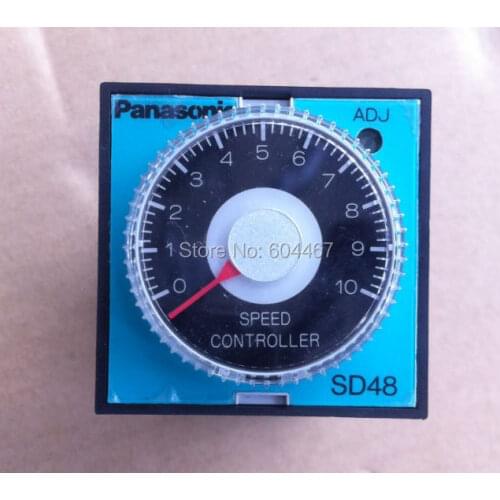 Panasonic
ADJ
0 1 2 3 4 5 6 7 8 9 10
Store No: 604467
SPEED
CONTROLLER
SD48